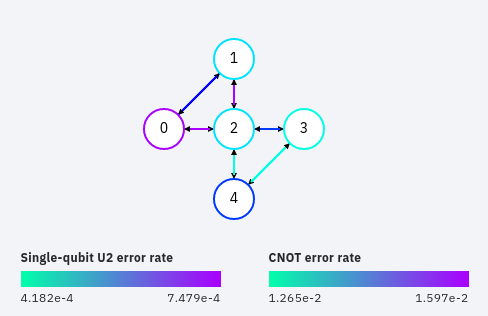 1
0 2 3
4
Single-qubit U2 error rate CNOT error rate
4.182e-4 7.479e-4 1.265e-2 1.597e-2